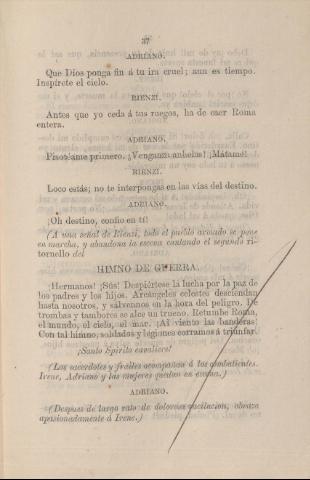 37
ADRIANO.
Que Dios ponga fin á tu ira cruel; aun es tiempo.
Inspírete el cielo.
RIENZI.
Antes que yo ceda á tus ruegos, ha de caer Roma
entera.
ADRIANO.
Písotéame primero. ¡Venganza anhelas! ¡Mátame!
RIENZI.
Loco estás; no te interpongas en las vias del destino.
ADRIANO.
¡Oh destino, confío en tí!
(A una señal de Rienzi, todo el pueblo armado se pone
en marcha, y abandona la escena cantando el segundo ri-
tornello del
HIMNO DE GUERRA.
¡Hermanos! ¡Sús! Despiértese la lucha por la paz de
los padres y los hijos. Arcángeles celestes desciendan
hasta nosotros, y sálvennos en la hora del peligro. De
trombas y tambores se alce un trueno. Retumbe Roma,
el mundo, el cielo, el mar. ¡Al viento las banderas!
Con tal himno, soldados y legiones corramos á triunfar.
¡Santo Spirito cavaliere!
(Los sacerdotes y frailes acompañan á los combatientes.
Irene, Adriano y las mujeres quedan en escena.)
ADRIANO.
(Despues de largo rato de dolorosa vacilacion, abraza
apasionadamente á Irene.)